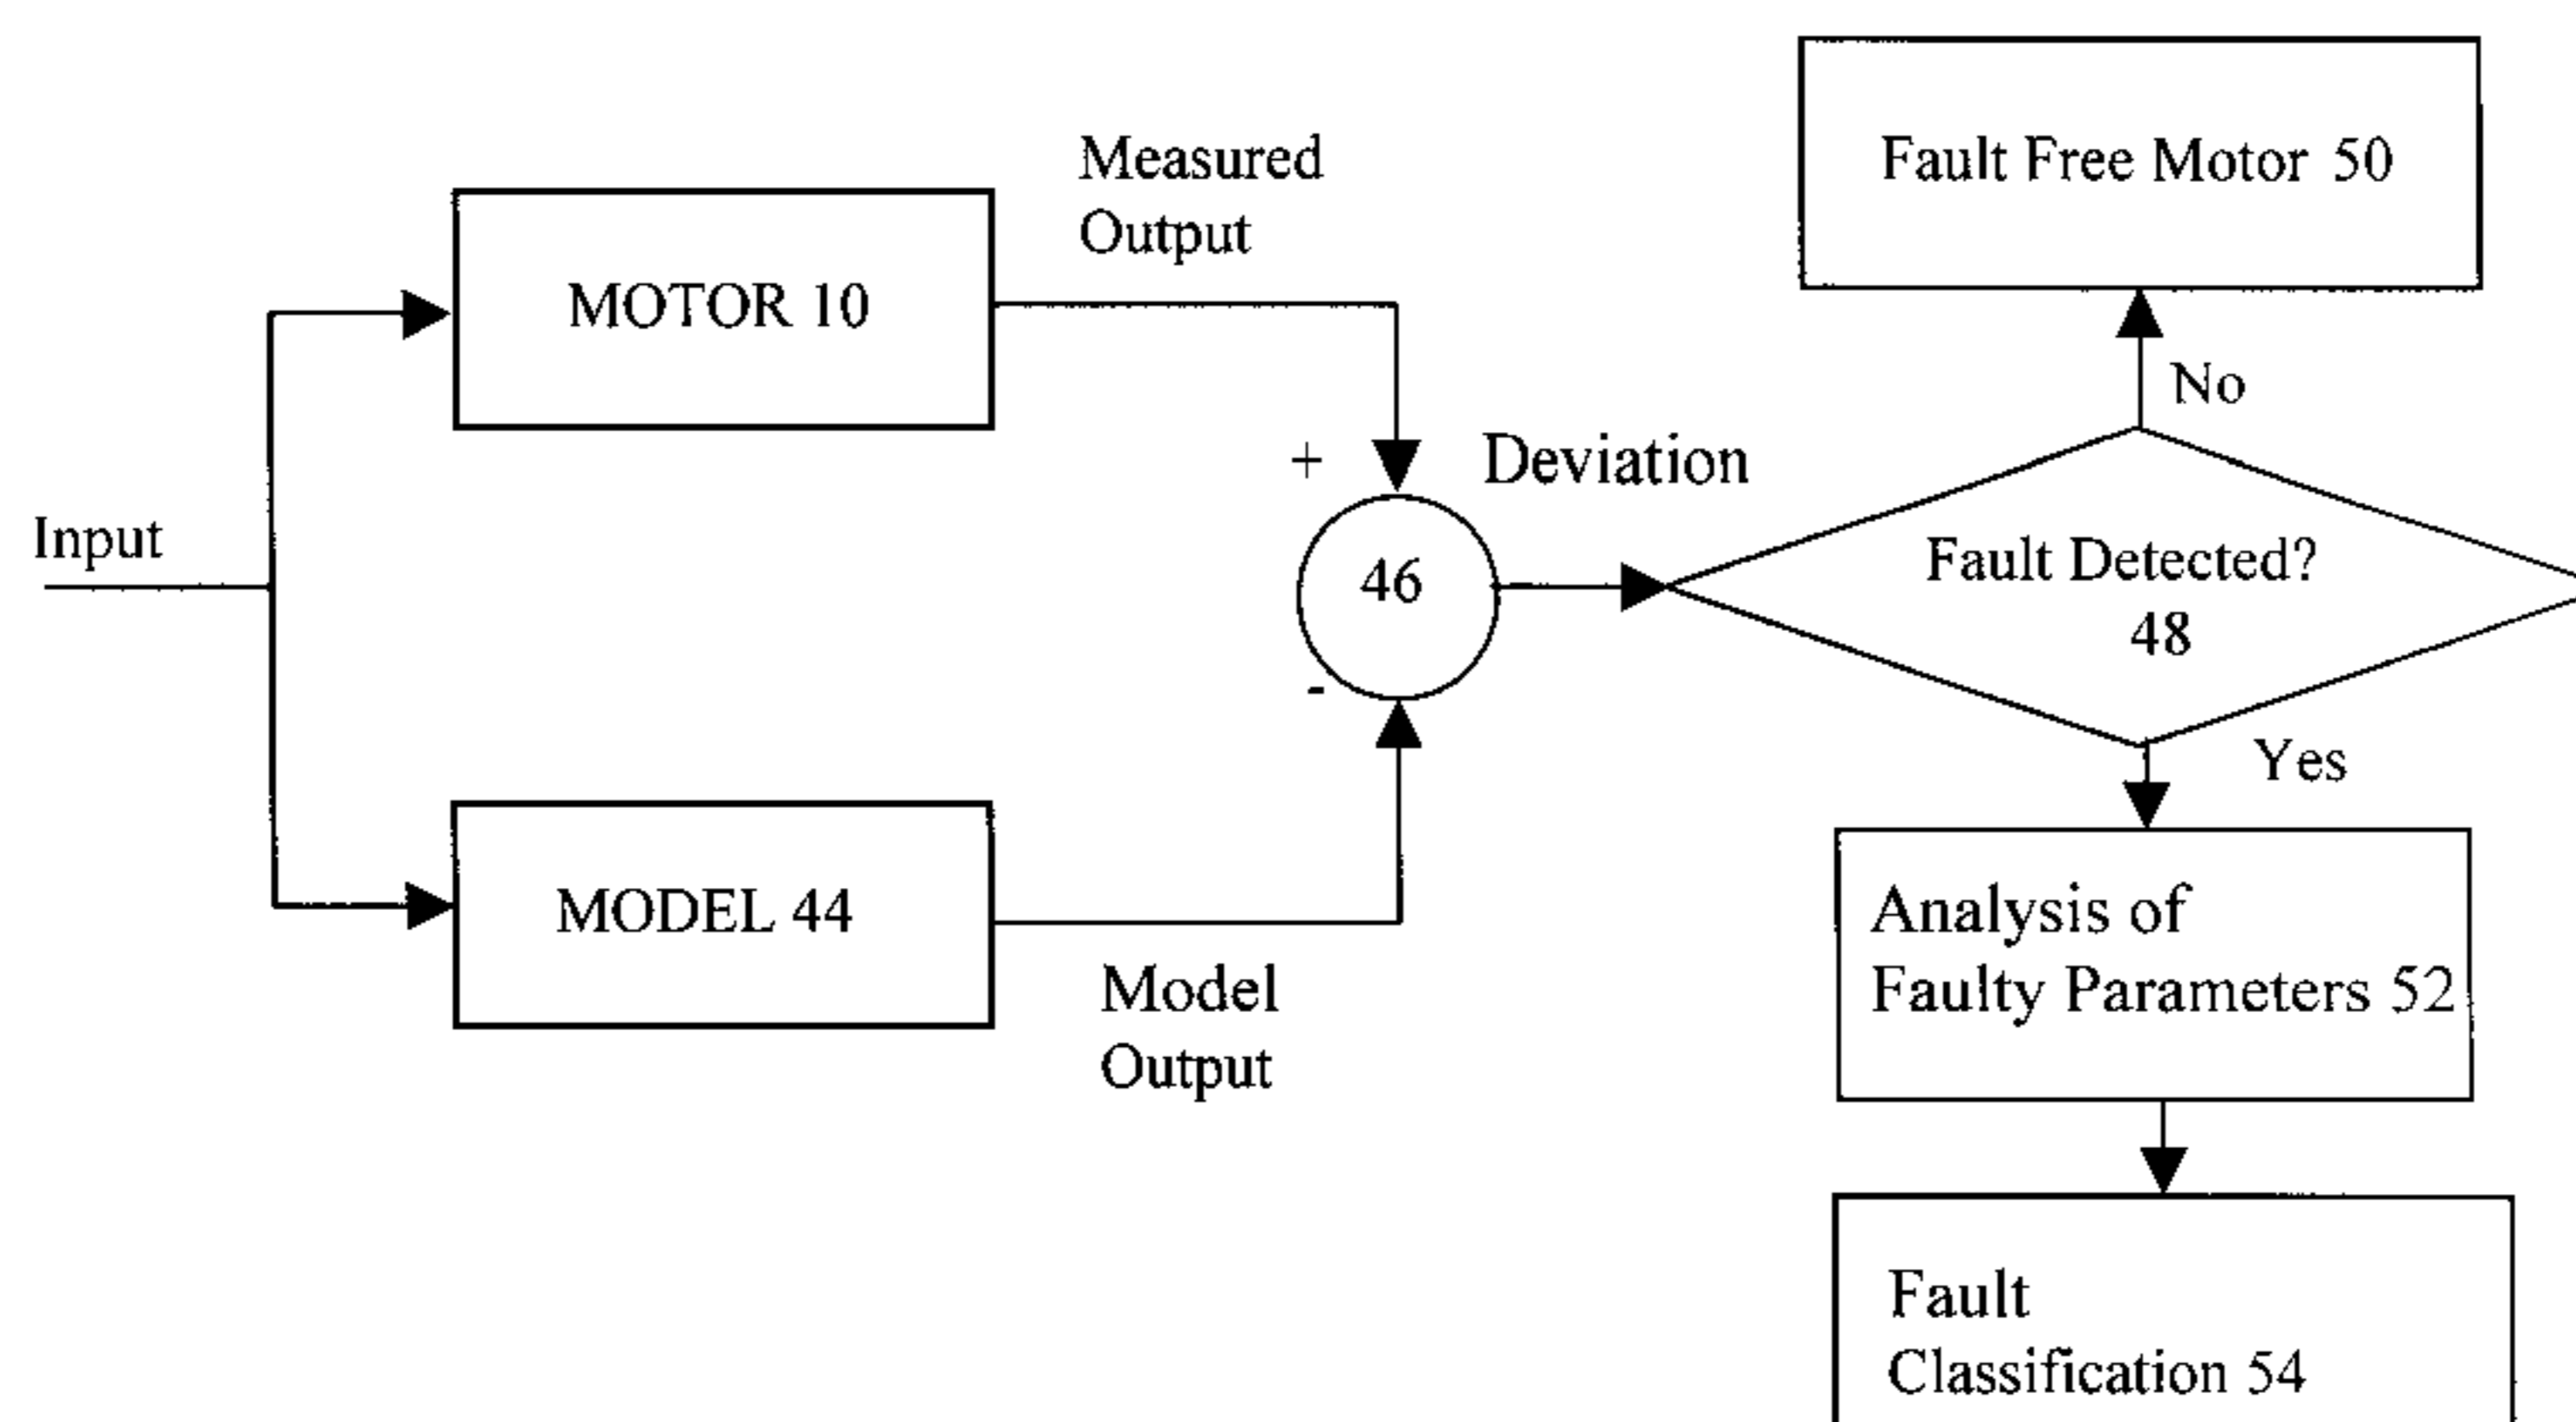 Input
MOTOR 10
Measured
Output
MODEL 44
Model
Output
+
46
-
Deviation
Fault Detected?
48
No
Fault Free Motor 50
Yes
Analysis of
Faulty Parameters 52
Fault
Classification 54